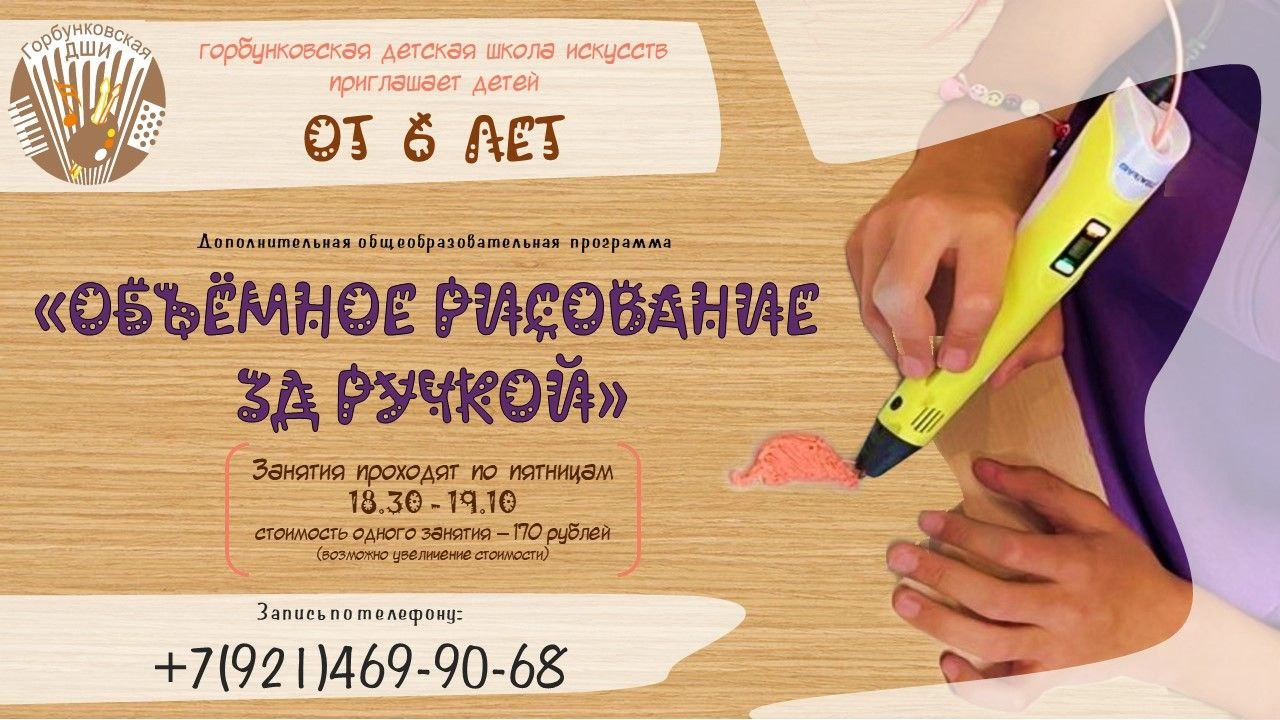 Горбунковская
ДШИ
горбунковская детская школа искусств
приглашает детей
ОТ 6 ЛЕТ
Дополнительная общеобразовательная программа
«ОБЪЁМНОЕ РИСОВАНИЕ
3Д РУЧКОЙ»
Занятия проходят по пятницам
18.30 - 19.10
стоимость одного занятия – 170 рублей
(возможно увеличение стоимости)
Запись по телефону:
+7(921)469-90-68